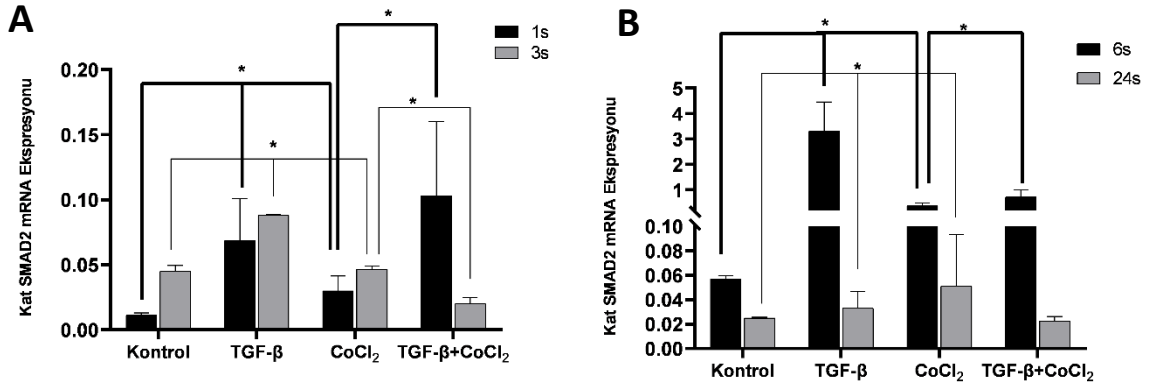 A
1s
3s
Kat SMAD2 mRNA Ekspresyonu
0.20
0.15
0.10
0.05
0.00
*
*
*
*
Kontrol
TGF-β
CoCl2
TGF-β+CoCl2
B
6s
24s
Kat SMAD2 mRNA Ekspresyonu
5
4
3
2
1
0.10
0.08
0.06
0.04
0.02
0.00
*
*
*
Kontrol
TGF-β
CoCl2
TGF-β+CoCl2